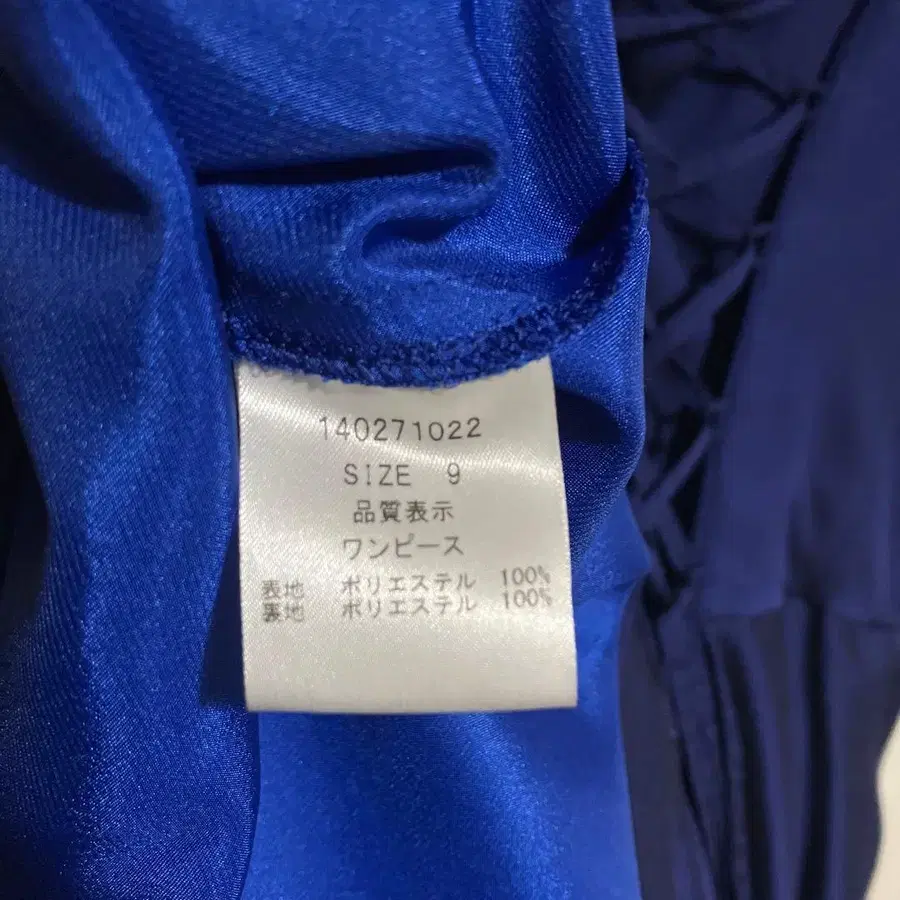 140271022
SIZE 9
品質表示
ワンピース
表地 ポリエステル 100%
裏地 ポリエステル 100%